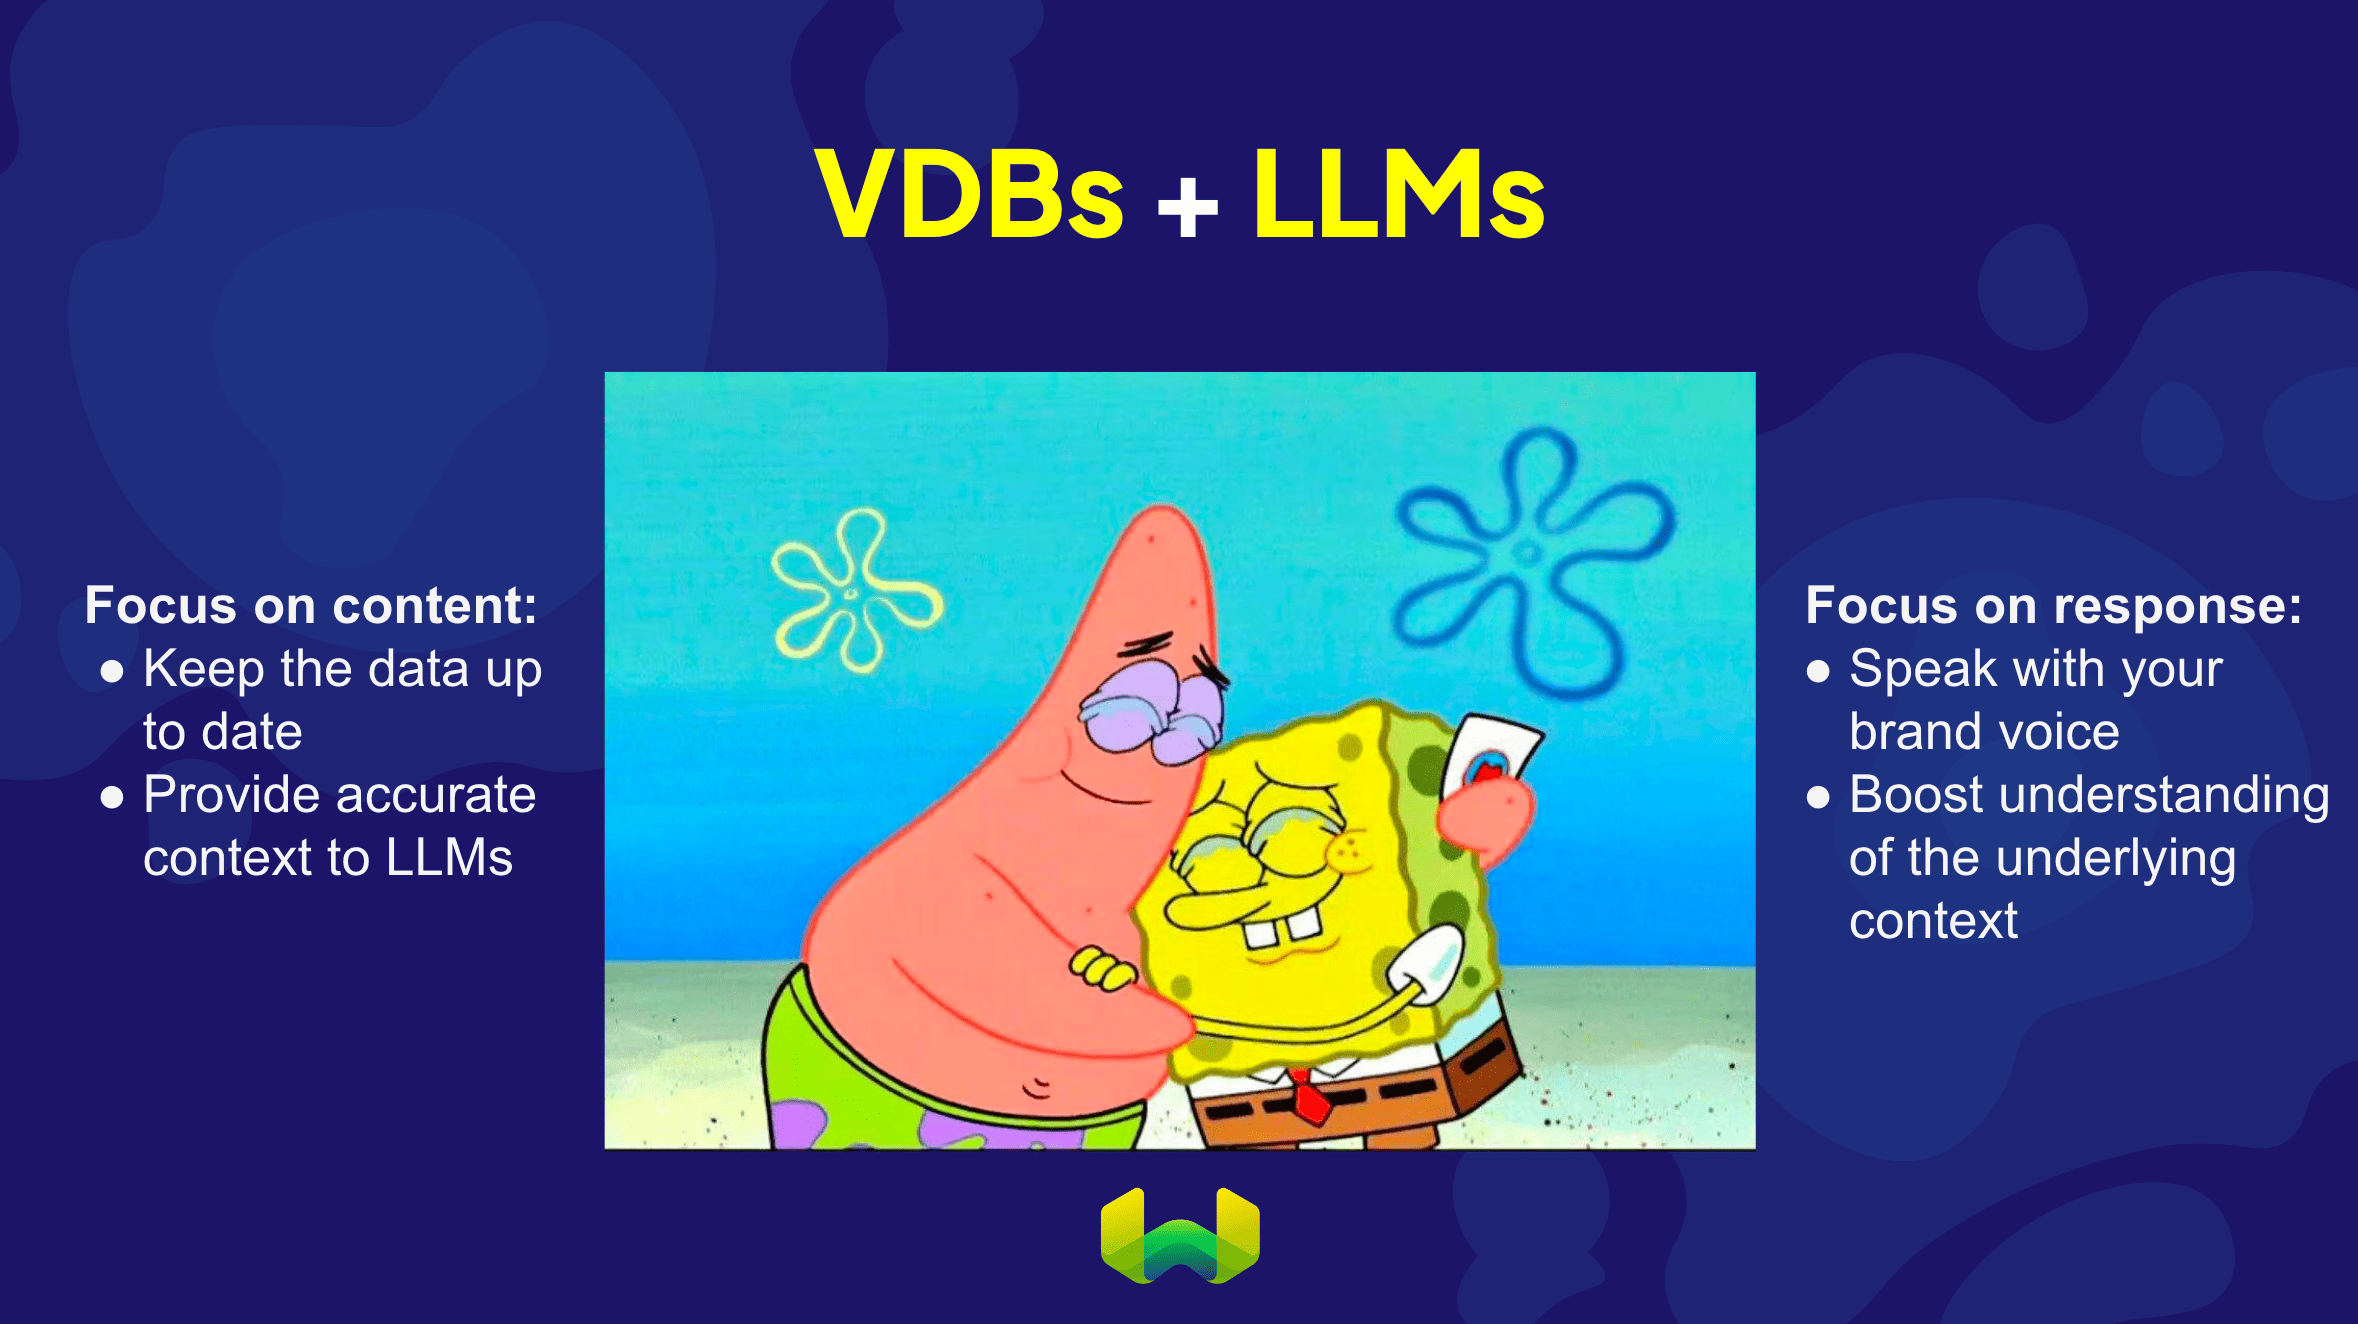 VDBs + LLMs
Focus on content:
● Keep the data up
to date
● Provide accurate
context to LLMs
Focus on response:
● Speak with your
brand voice
● Boost understanding
of the underlying
context